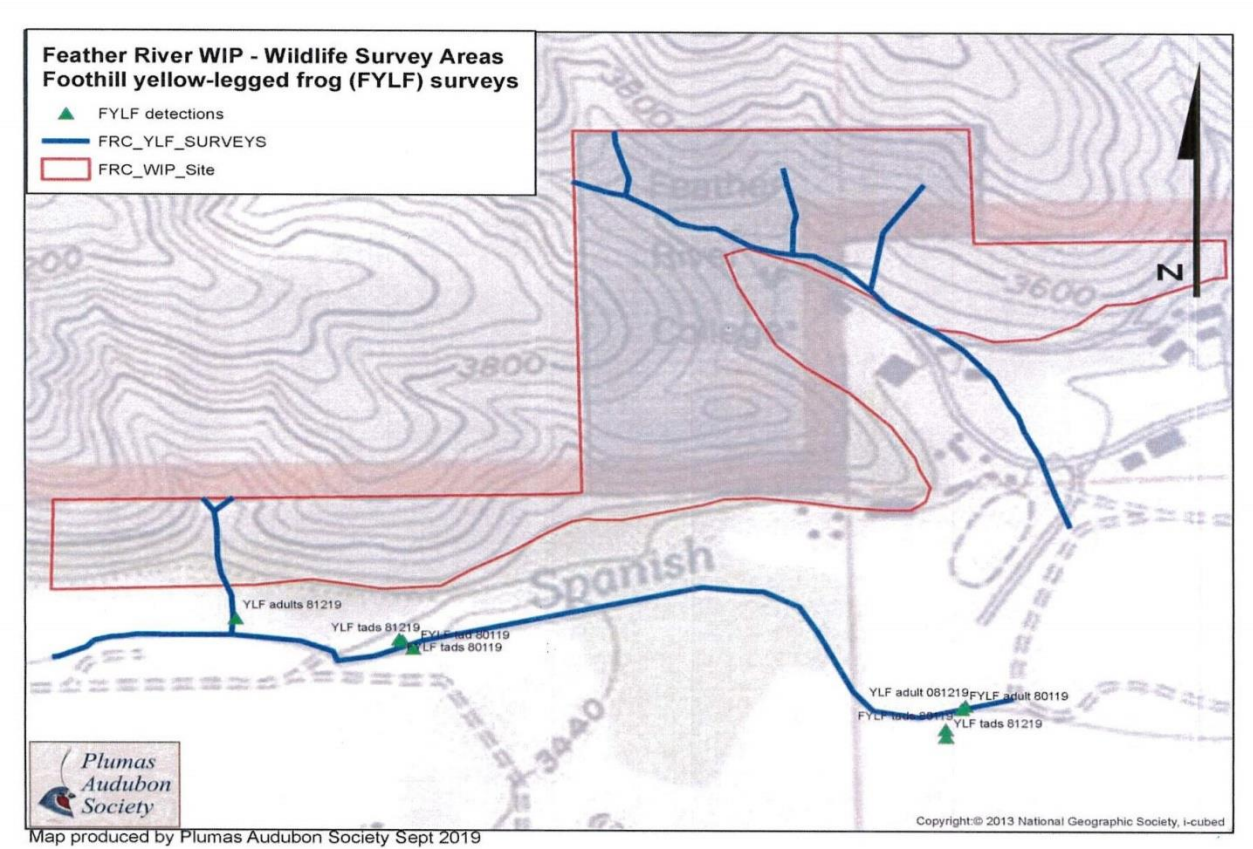 Feather River WIP - Wildlife Survey Areas
Foothill yellow-legged frog (FYLF) surveys
FYLF detections
FRC_YLF_SURVEYS
FRC_WIP_Site
3800
Feather
River
College
N
200
3600
3800
YLF adults 81219
YLF tads 81219
FYLF tad 80119
FYLF tads 80119
Spanish
YLF adult 081219
FYLF adult 80119
FYLF tads 80119
YLF tads 81219
3440
Plumas
Audubon
Society
Copyright:© 2013 National Geographic Society, i-cubed
Map produced by Plumas Audubon Society Sept 2019